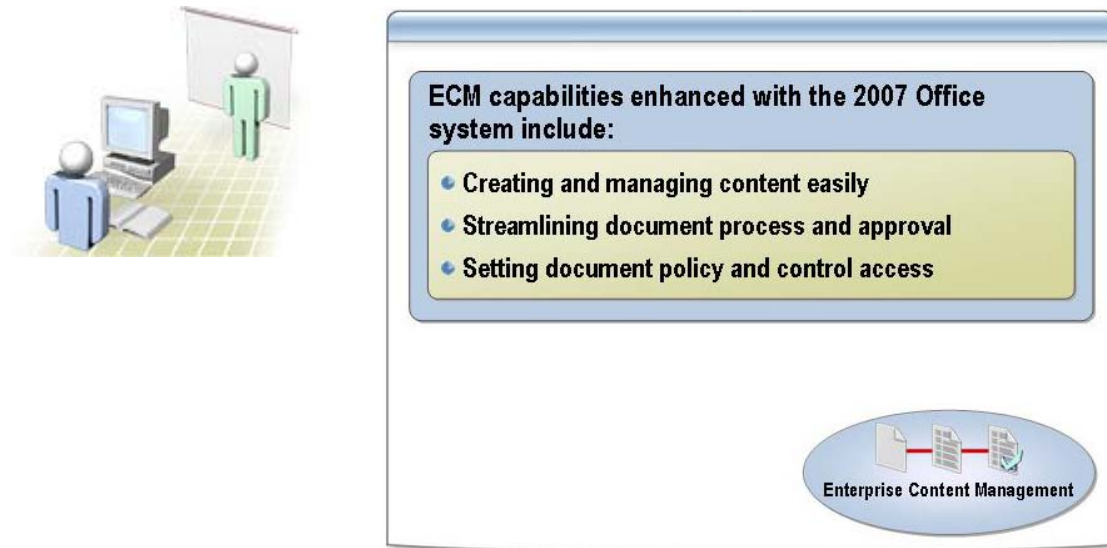 ECM capabilities enhanced with the 2007 Office
system include:
Creating and managing content easily
Streamlining document process and approval
Setting document policy and control access
Enterprise Content Management